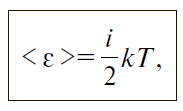 < ε >= i/2 kT,